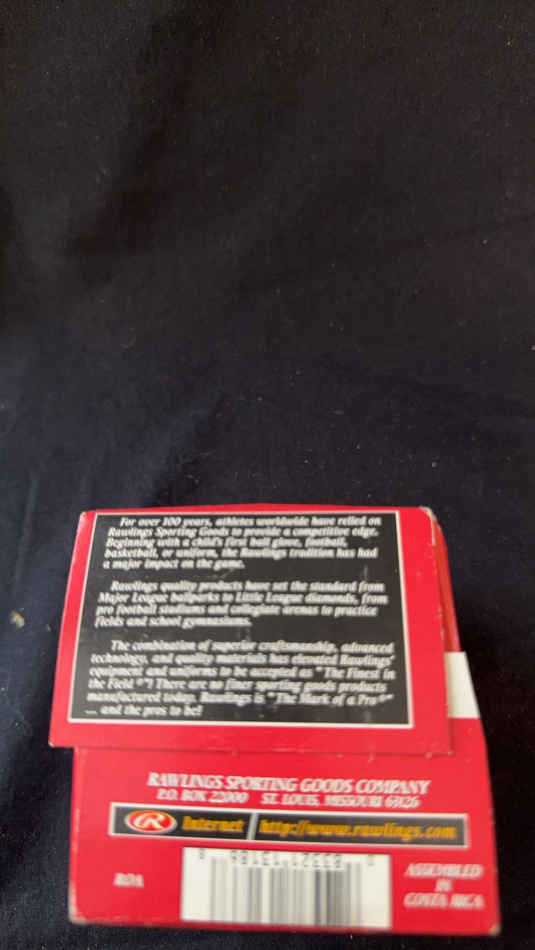 For over 100 years, athletes worldwide have relied on
Rawlings Sporting Goods to provide a competitive edge.
Beginning with a child's first ball glove, football,
basketball, or uniform, the Rawlings tradition has had
a major impact on the game.
Rawlings quality products have set the standard from
Major League ballparks to Little League diamonds, from
pro football stadiums and collegiate arenas to practice
fields and school gymnasiums.
The combination of superior craftsmanship, advanced
technology, and quality materials has elevated Rawlings'
equipment and uniforms to be accepted as "The Finest in
the Field"! There are no finer sporting goods products
manufactured today. Rawlings is "The Mark of a Pro"
... and the pros to be!
RAWLINGS SPORTING GOODS COMPANY
P.O. BOX 22000 ST. LOUIS, MISSOURI 63126
R Internet http://www.rawlings.com
ROA
ASSEMBLED
IN
COSTA RICA